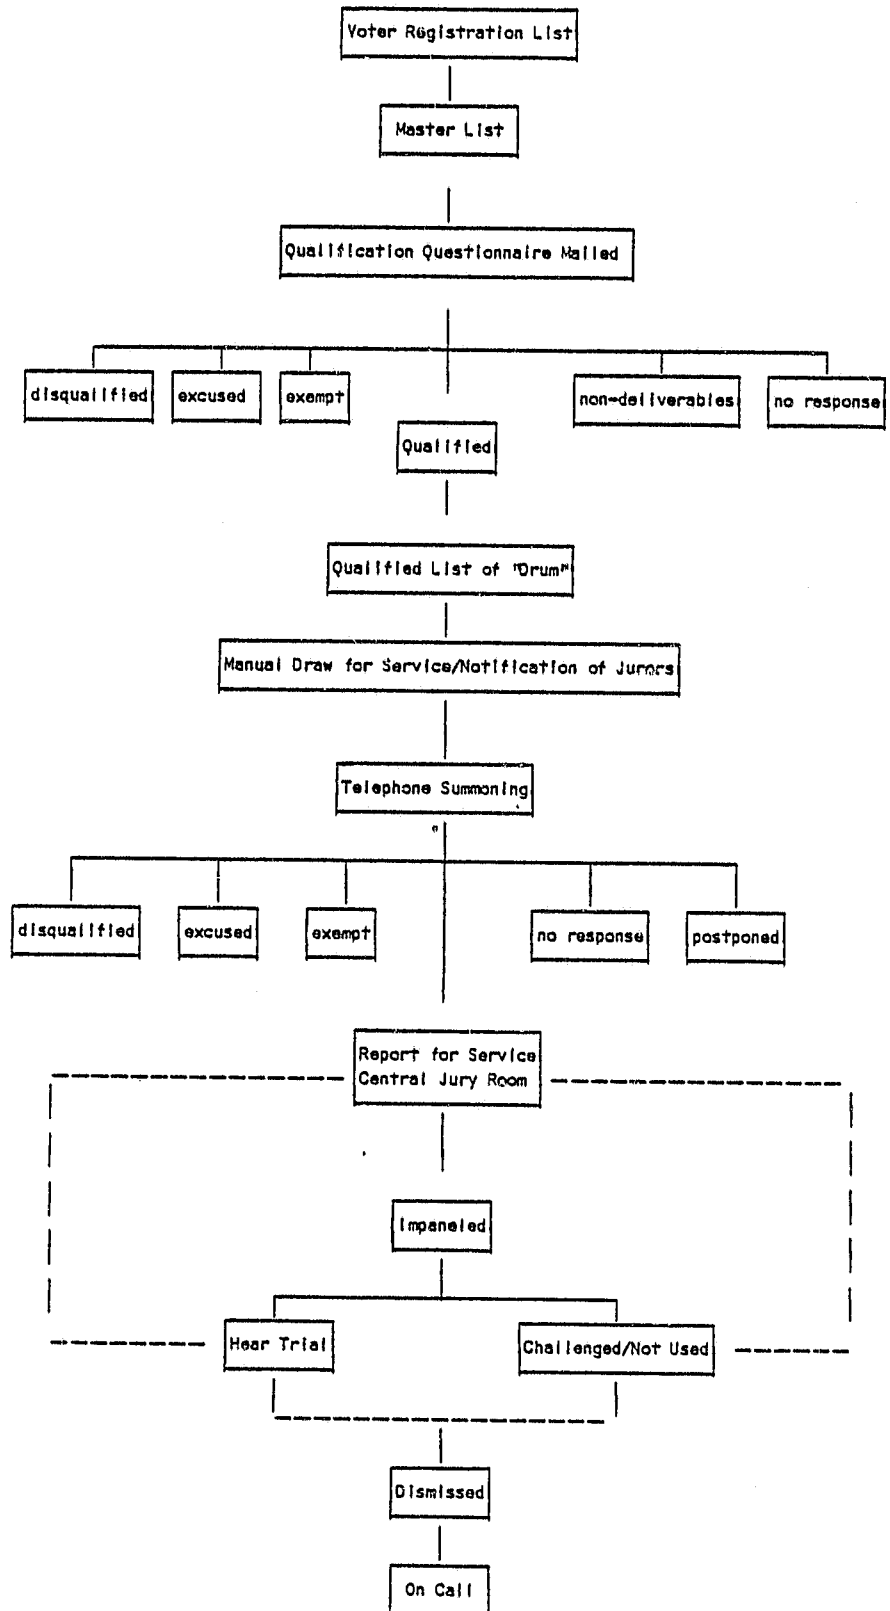 Voter Registration List
Master List
Qualification Questionnaire Mailed
disqualified
excused
exempt
non-deliverables
no response
Qualified
Qualified List of "Drum"
Manual Draw for Service/Notification of Jurors
Telephone Summoning
disqualified
excused
exempt
no response
postponed
Report for Service
Central Jury Room
Impaneled
Hear Trial
Challenged/Not Used
Dismissed
On Call